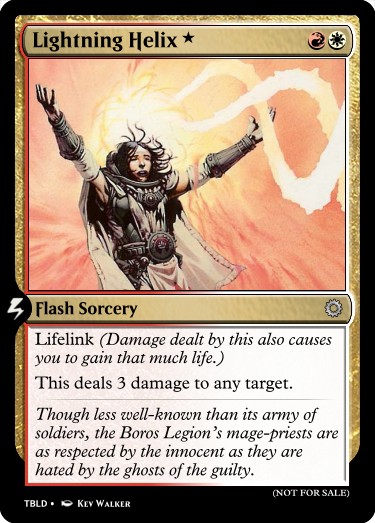 Lightning Helix ★
Flash Sorcery
Lifelink (Damage dealt by this also causes
you to gain that much life.)
This deals 3 damage to any target.
Though less well-known than its army of
soldiers, the Boros Legion's mage-priests are
as respected by the innocent as they are
hated by the ghosts of the guilty.
(NOT FOR SALE)
TBLD • Kev Walker